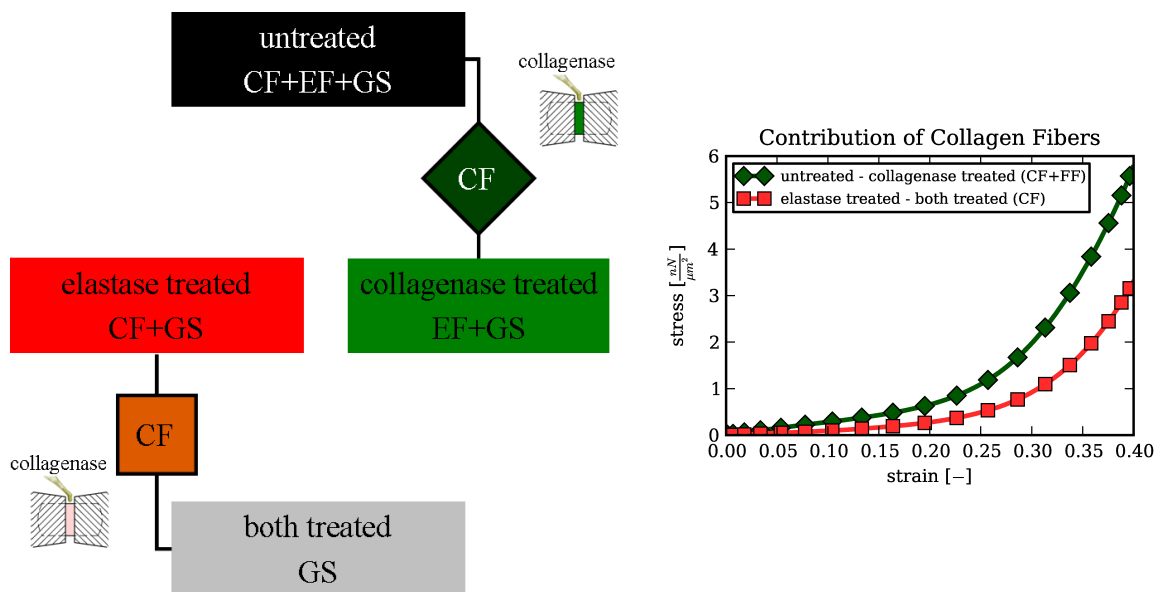 untreated
CF+EF+GS
collagenase
CF
elastase treated
CF+GS
collagenase treated
EF+GS
CF
collagenase
both treated
GS
Contribution of Collagen Fibers
untreated - collagenase treated (CF+FF)
elastase treated - both treated (CF)
stress [nN/μm²]
6
5
4
3
2
1
0
0.00 0.05 0.10 0.15 0.20 0.25 0.30 0.35 0.40
strain [−]